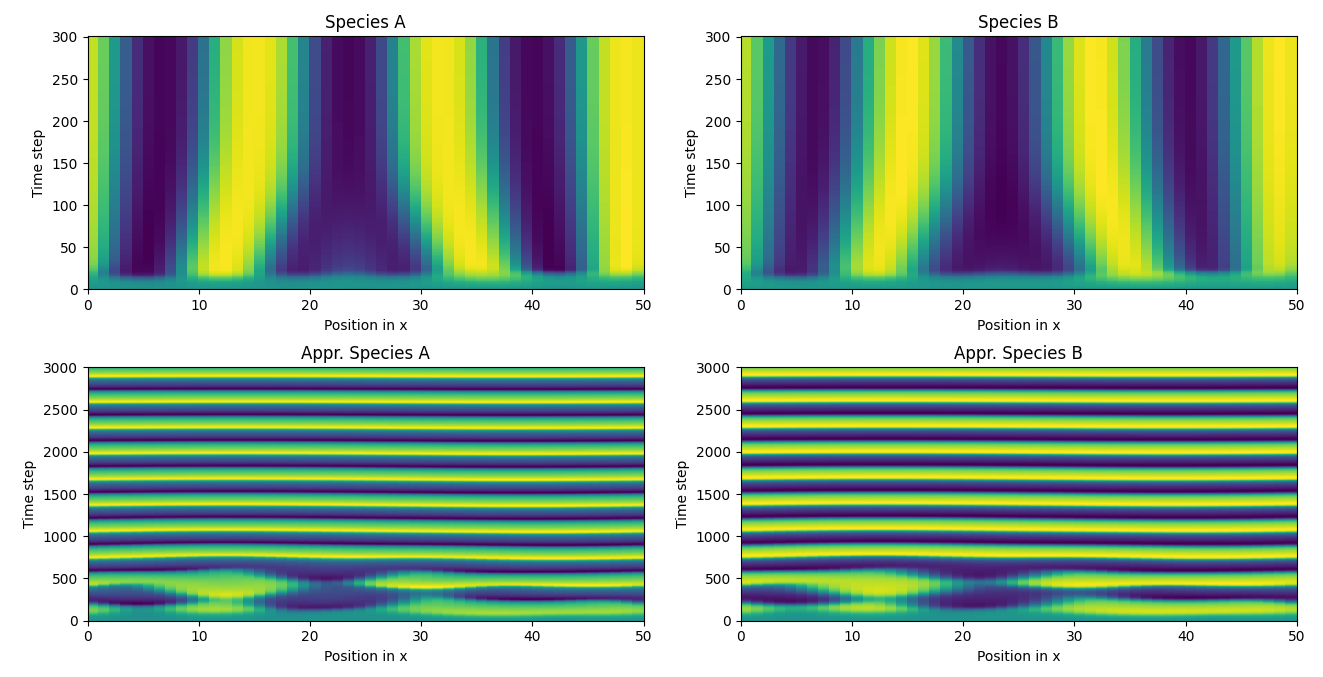 Species A
Time step
300
250
200
150
100
50
0
0 10 20 30 40 50
Position in x
Species B
Time step
300
250
200
150
100
50
0
0 10 20 30 40 50
Position in x
Appr. Species A
Time step
3000
2500
2000
1500
1000
500
0
0 10 20 30 40 50
Position in x
Appr. Species B
Time step
3000
2500
2000
1500
1000
500
0
0 10 20 30 40 50
Position in x